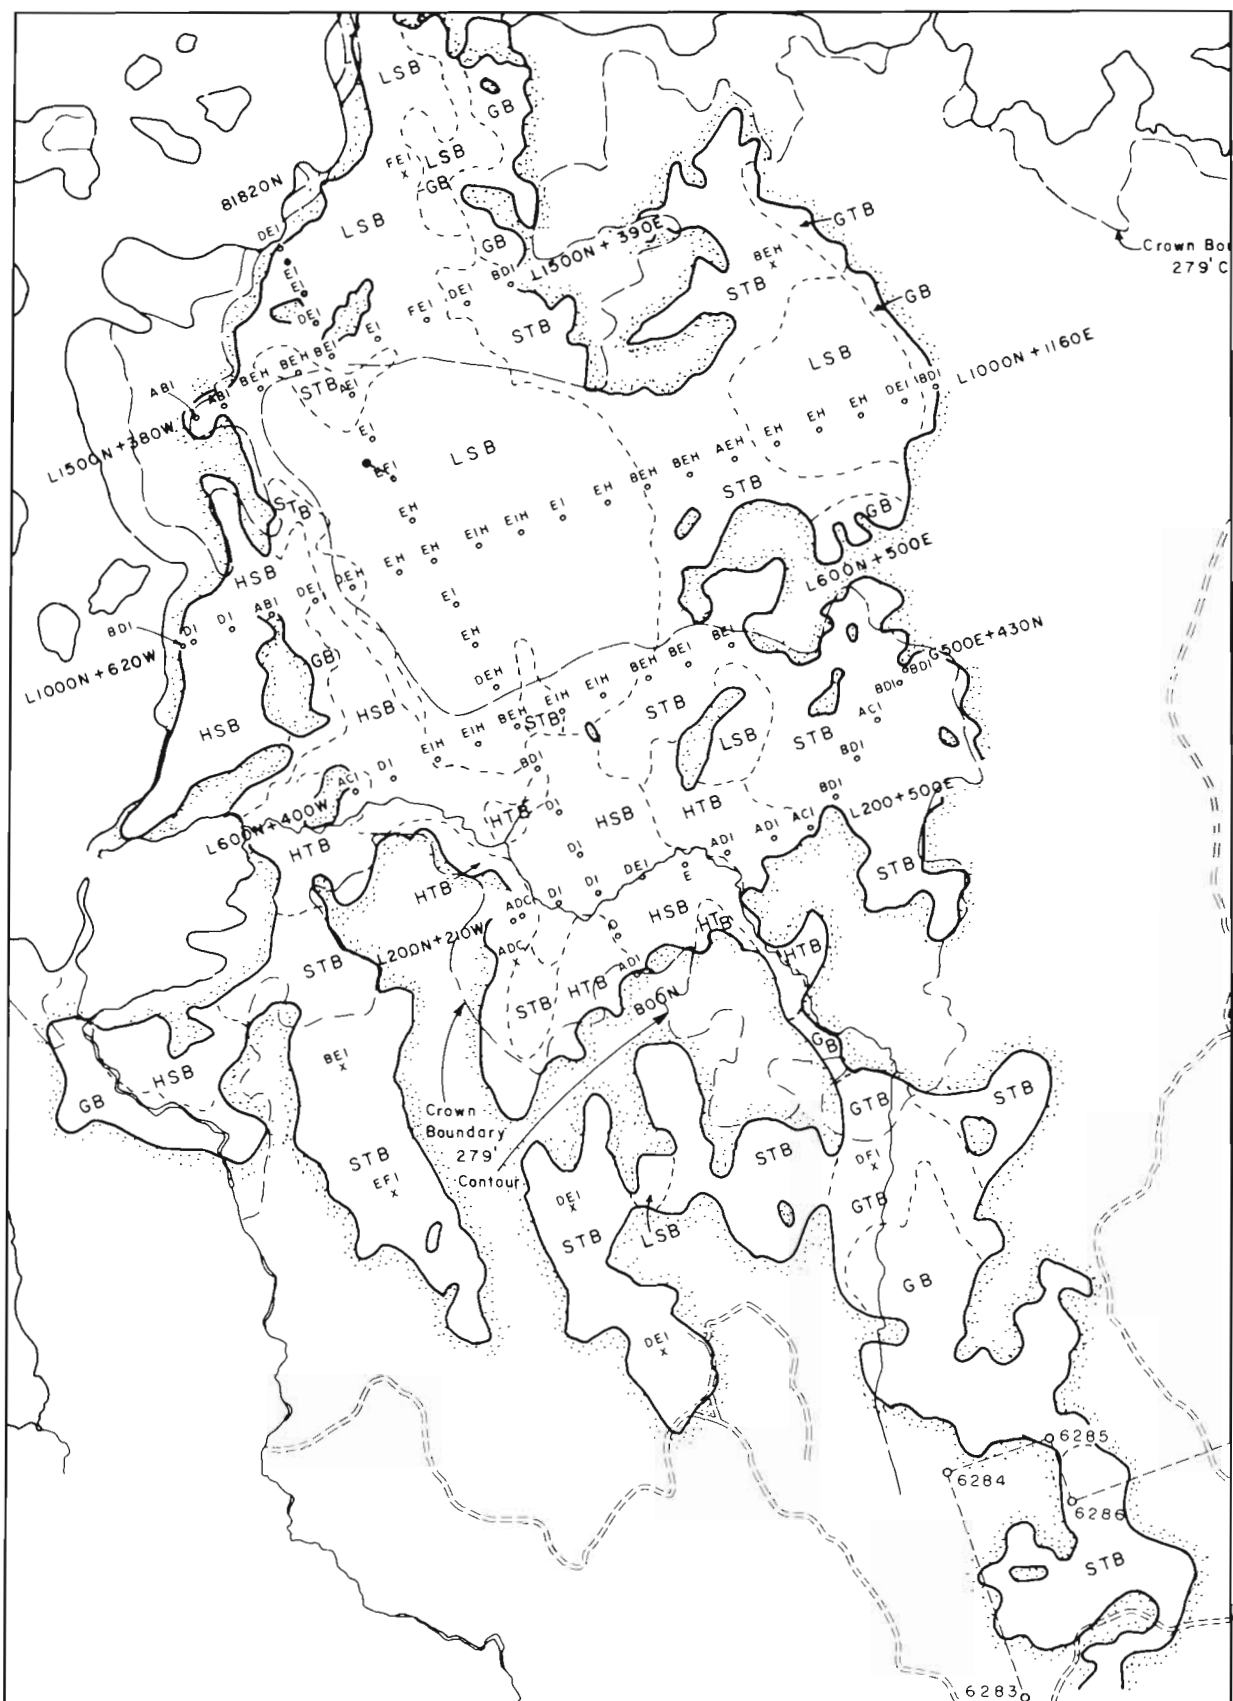 LSB
GB
FEI
LSB
GB
81820N
LSB
GB
DEI
EI
EI
DEI
L1500N + 390E
BEH
GTB
Crown Bou
279' C
STB
BDI
DEI
FEI
EI
STB
GB
LSB
L1000N + 1160E
ABI
ABI
BEH
BEH
BEI
STB
AEI
L1500N + 380W
EI
EFI
LSB
BDI
DEI
EH
EH
EH
AEH
BEH
BEH
EH
EI
EIH
EIH
EH
EH
EH
STB
GB
STB
L600N + 500E
HSB
DEH
DEI
ABI
DI
DI
BDI
L1000N + 620W
GB
EI
EH
DEH
BEI
BEI
BEH
EIH
EIH
BEH
EIH
EIH
DI
ACI
G500E + 430N
BDI
BDI
ACI
BDI
BDI
HSB
HSB
STB
STB
LSB
STB
L600N + 400W
HTB
BDI
DI
HTB
HSB
HTB
L200 + 500E
ACI
ADI
ADI
E
DEI
DI
DI
DI
ADC
STB
HTB
HSB
HTB
HTB
L200N + 210W
ADC
DI
ADI
STB
STB
HTB
BOON
GB
BEI
HSB
GB
Crown
Boundary
279'
Contour
GTB
STB
STB
STB
EFI
DEI
DFI
GTB
STB
LSB
GB
DEI
6285
6284
6286
STB
6283